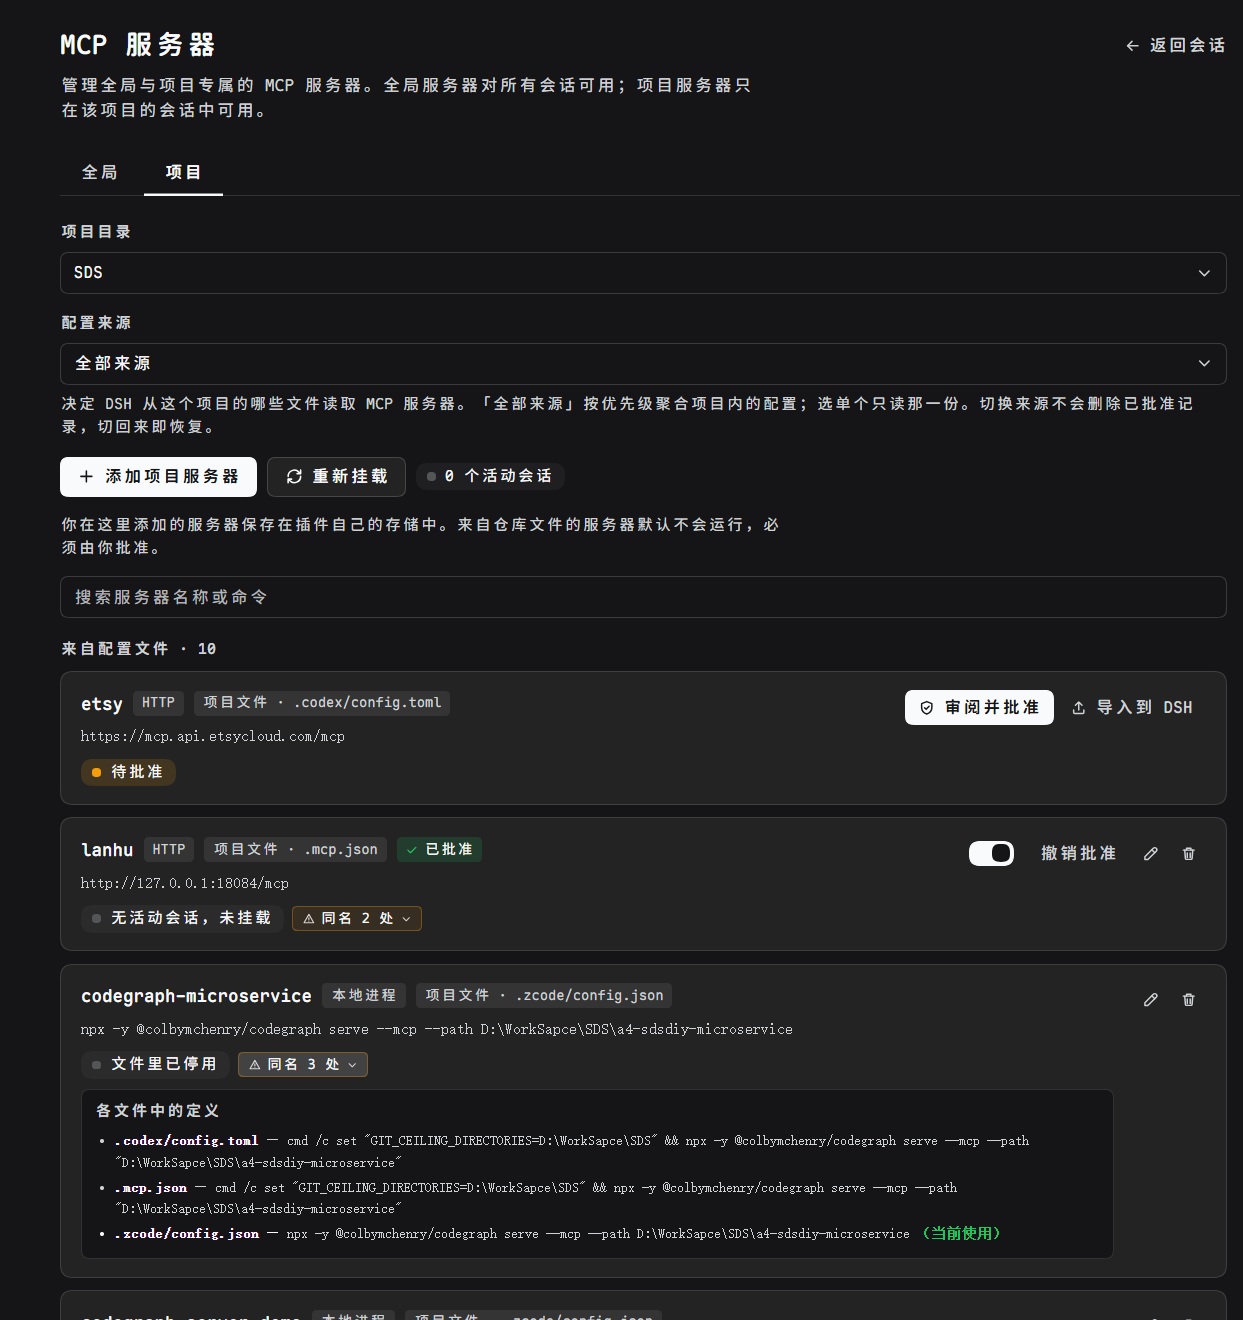 MCP 服务器
← 返回会话
管理全局与项目专属的 MCP 服务器。全局服务器对所有会话可用；项目服务器只
在该项目的会话中可用。
全局 项目
项目目录
SDS
配置来源
全部来源
决定 DSH 从这个项目的哪些文件读取 MCP 服务器。「全部来源」按优先级聚合项目内的配置；选单个只读那一份。切换来源不会删除已批准记
录，切回来即恢复。
+ 添加项目服务器 重新挂载 0 个活动会话
你在这里添加的服务器保存在插件自己的存储中。来自仓库文件的服务器默认不会运行，必
须由你批准。
搜索服务器名称或命令
来自配置文件 · 10
etsy HTTP 项目文件 · .codex/config.toml 审阅并批准 导入到 DSH
https://mcp.api.etsycloud.com/mcp
待批准
lanhu HTTP 项目文件 · .mcp.json 已批准 撤销批准
http://127.0.0.1:18084/mcp
无活动会话，未挂载 同名 2 处
codegraph-microservice 本地进程 项目文件 · .zcode/config.json
npx -y @colbymchenry/codegraph serve --mcp --path D:\WorkSapce\SDS\a4-sdsdiy-microservice
文件里已停用 同名 3 处
各文件中的定义
• .codex/config.toml — cmd /c set "GIT_CEILING_DIRECTORIES=D:\WorkSapce\SDS" && npx -y @colbymchenry/codegraph serve --mcp --path
"D:\WorkSapce\SDS\a4-sdsdiy-microservice"
• .mcp.json — cmd /c set "GIT_CEILING_DIRECTORIES=D:\WorkSapce\SDS" && npx -y @colbymchenry/codegraph serve --mcp --path
"D:\WorkSapce\SDS\a4-sdsdiy-microservice"
• .zcode/config.json — npx -y @colbymchenry/codegraph serve --mcp --path D:\WorkSapce\SDS\a4-sdsdiy-microservice （当前使用）
本地进程 项目文件 · .zcode/config.json